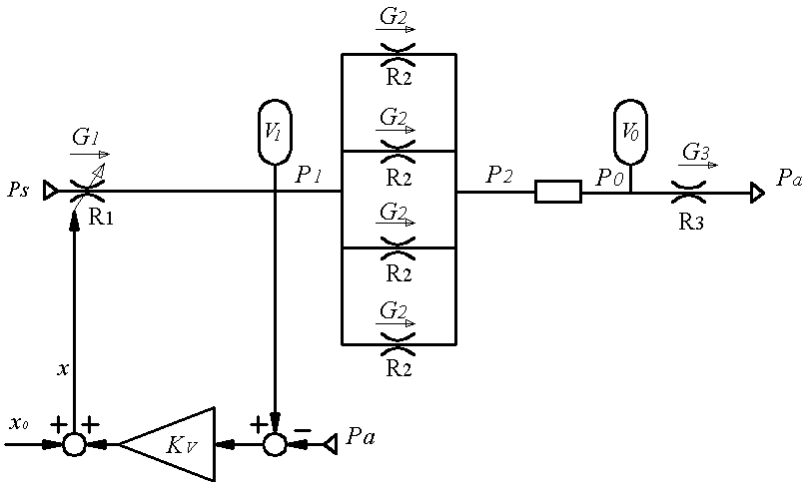 G2
R2
V1
G2
V0
G1
G3
Ps
P1
R2
P2
P0
Pa
R1
G2
R3
R2
G2
x
R2
x0
+ +
KV
+ -
Pa